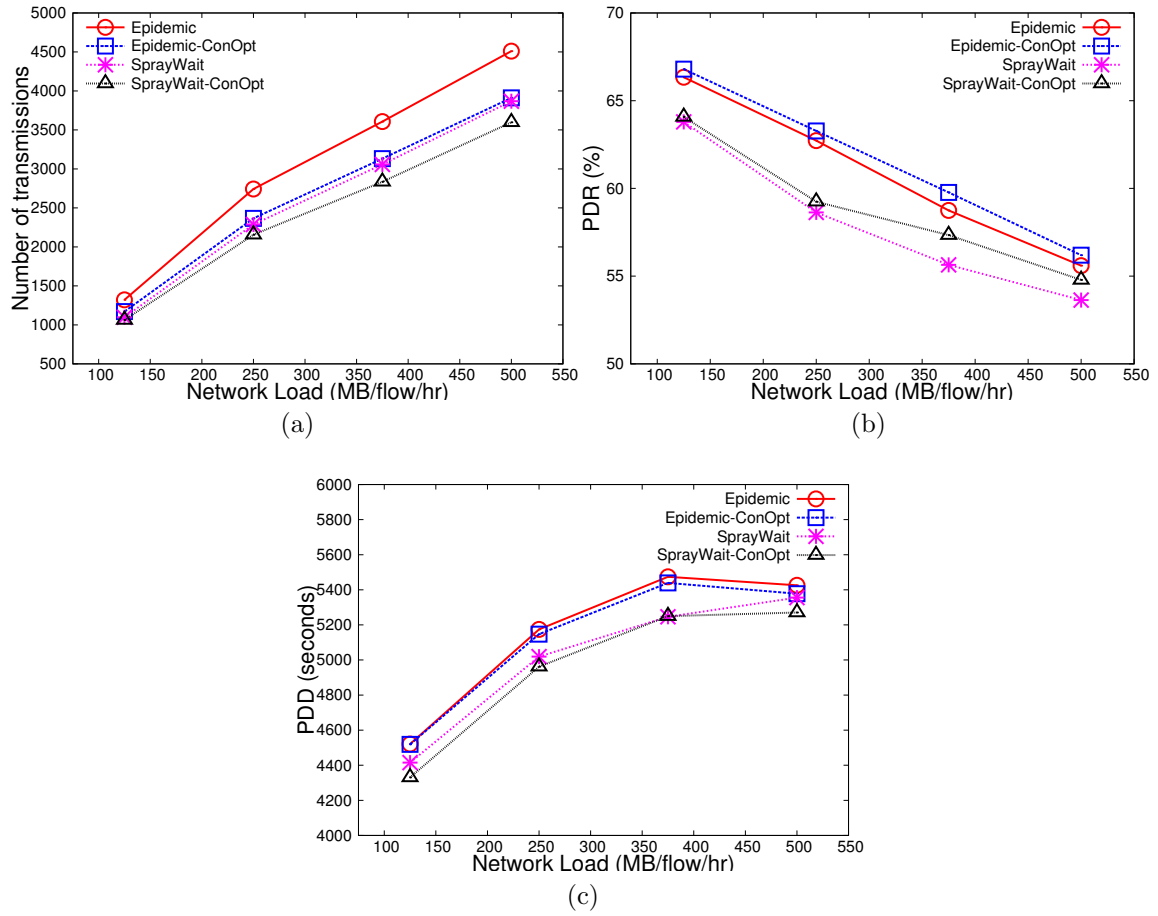 5000
4500
4000
3500
3000
2500
2000
1500
1000
500
Number of transmissions
Epidemic
Epidemic-ConOpt
SprayWait
SprayWait-ConOpt
100 150 200 250 300 350 400 450 500 550
Network Load (MB/flow/hr)
(a)
70
65
60
55
50
PDR (%)
Epidemic
Epidemic-ConOpt
SprayWait
SprayWait-ConOpt
100 150 200 250 300 350 400 450 500 550
Network Load (MB/flow/hr)
(b)
6000
5800
5600
5400
5200
5000
4800
4600
4400
4200
4000
PDD (seconds)
Epidemic
Epidemic-ConOpt
SprayWait
SprayWait-ConOpt
100 150 200 250 300 350 400 450 500 550
Network Load (MB/flow/hr)
(c)